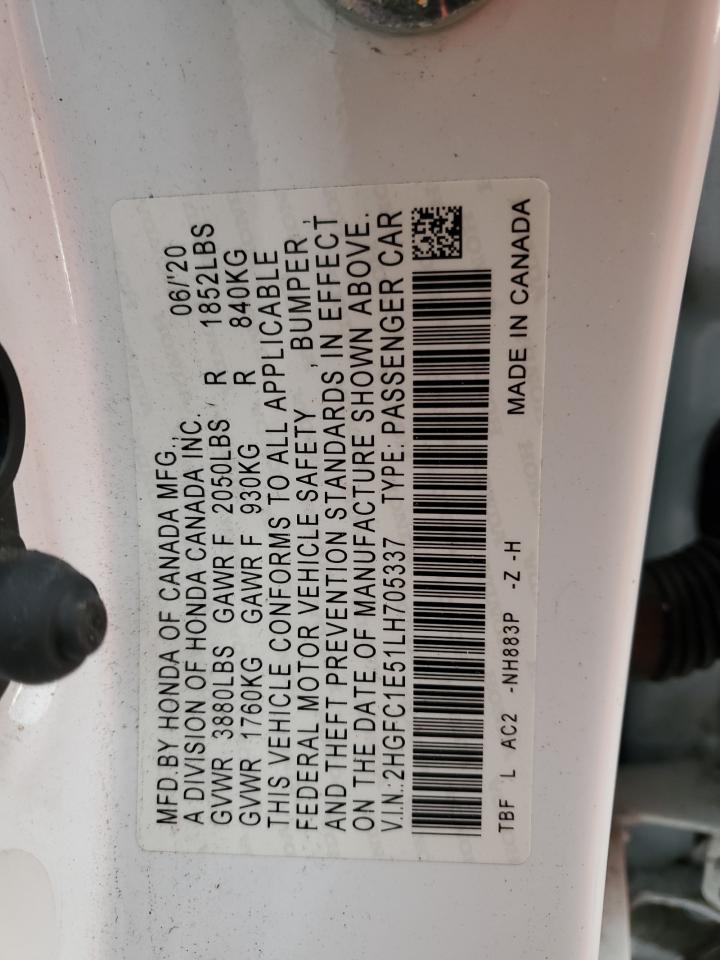 MFD.BY HONDA OF CANADA MFG., 06/'20
A DIVISION OF HONDA CANADA INC.
GVWR 3880LBS GAWR F 2050LBS R 1852LBS
GVWR 1760KG GAWR F 930KG R 840KG
THIS VEHICLE CONFORMS TO ALL APPLICABLE
FEDERAL MOTOR VEHICLE SAFETY , BUMPER ,
AND THEFT PREVENTION STANDARDS IN EFFECT
ON THE DATE OF MANUFACTURE SHOWN ABOVE.
V.I.N.:2HGFC1E51LH705337 TYPE: PASSENGER CAR
TBF L AC2 -NH883P -Z -H MADE IN CANADA